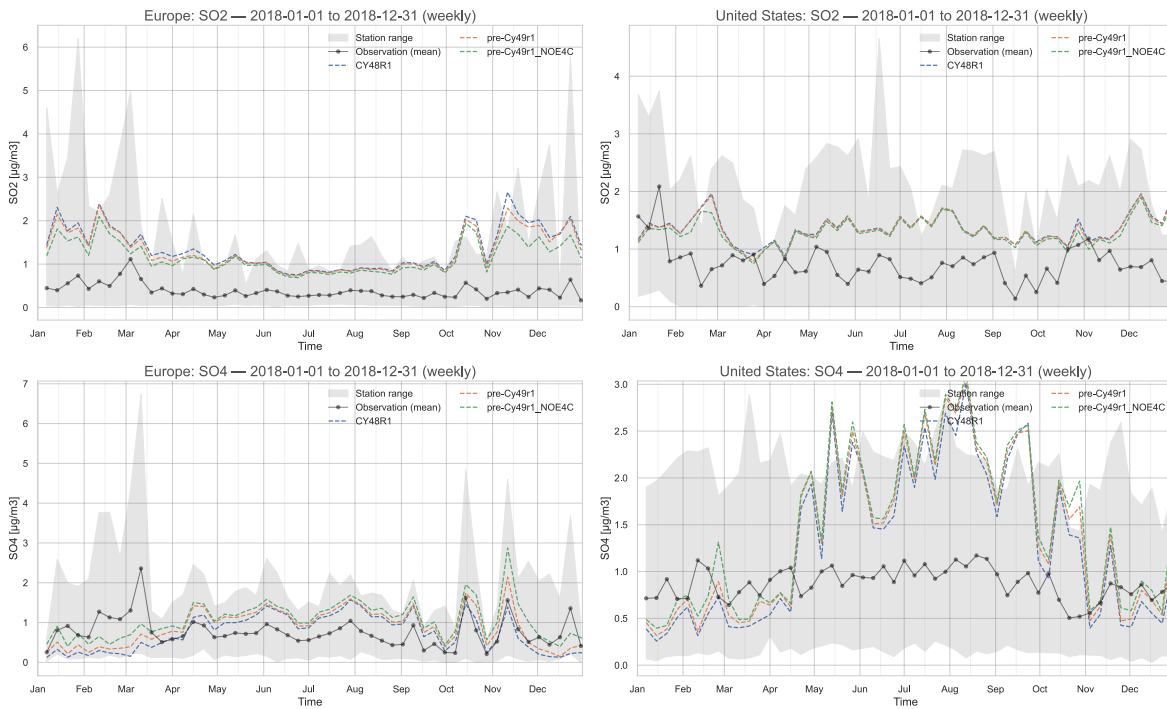 Europe: SO2 — 2018-01-01 to 2018-12-31 (weekly)
Station range
Observation (mean)
CY48R1
pre-Cy49r1
pre-Cy49r1_NOE4C
SO2 [µg/m3]
6
5
4
3
2
1
0
Jan Feb Mar Apr May Jun Jul Aug Sep Oct Nov Dec
Time
United States: SO2 — 2018-01-01 to 2018-12-31 (weekly)
Station range
Observation (mean)
CY48R1
pre-Cy49r1
pre-Cy49r1_NOE4C
SO2 [µg/m3]
4
3
2
1
0
Jan Feb Mar Apr May Jun Jul Aug Sep Oct Nov Dec
Time
Europe: SO4 — 2018-01-01 to 2018-12-31 (weekly)
Station range
Observation (mean)
CY48R1
pre-Cy49r1
pre-Cy49r1_NOE4C
SO4 [µg/m3]
7
6
5
4
3
2
1
0
Jan Feb Mar Apr May Jun Jul Aug Sep Oct Nov Dec
Time
United States: SO4 — 2018-01-01 to 2018-12-31 (weekly)
Station range
Observation (mean)
CY48R1
pre-Cy49r1
pre-Cy49r1_NOE4C
SO4 [µg/m3]
3.0
2.5
2.0
1.5
1.0
0.5
0.0
Jan Feb Mar Apr May Jun Jul Aug Sep Oct Nov Dec
Time